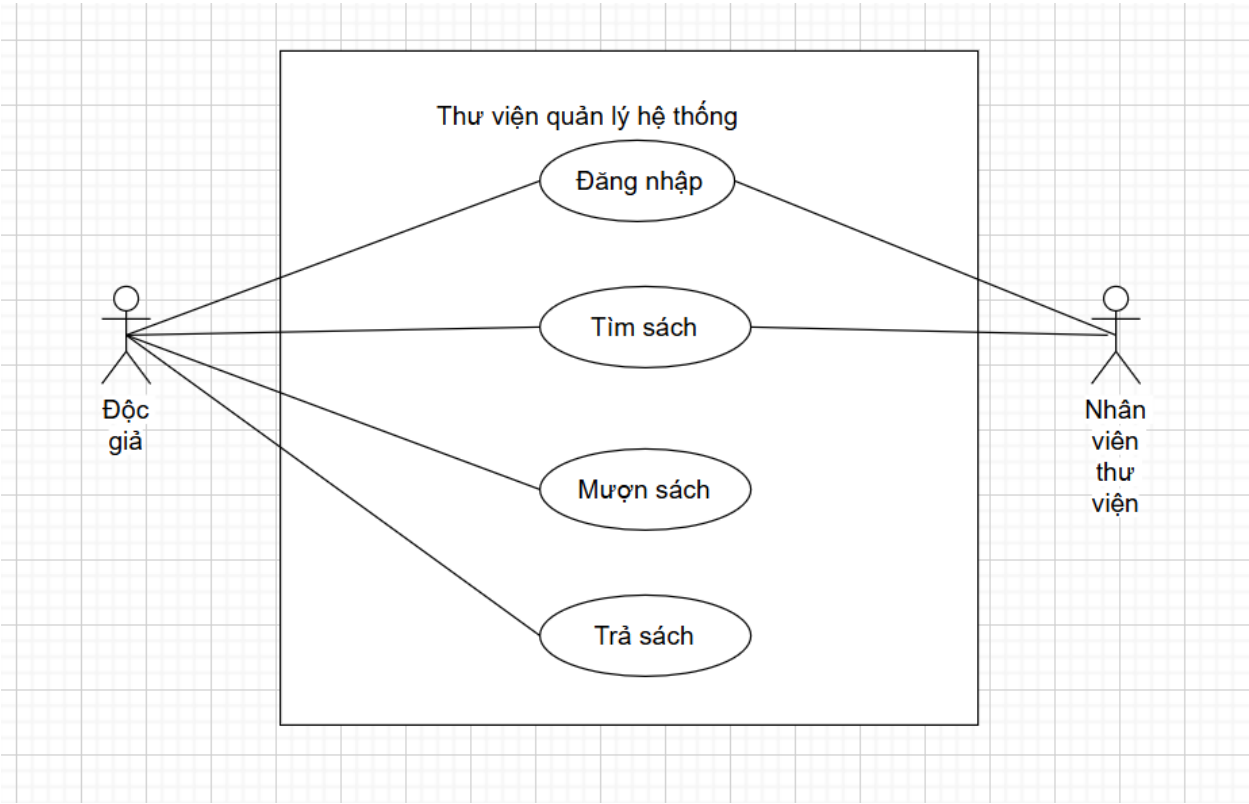 Thư viện quản lý hệ thống
Đăng nhập
Tìm sách
Độc
giả
Nhân
viên
thư
viện
Mượn sách
Trả sách